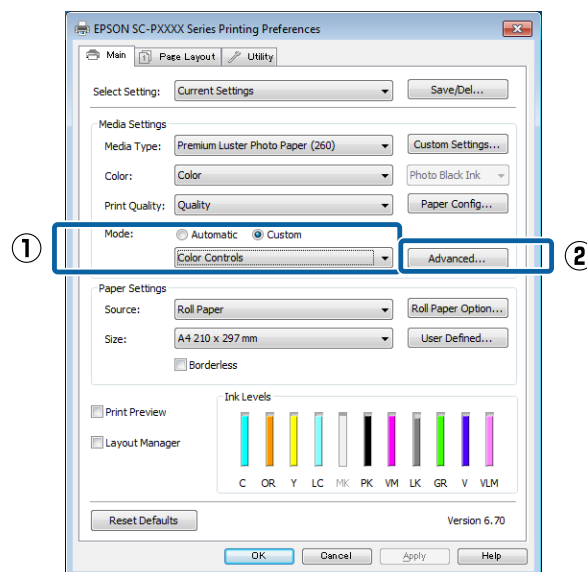 EPSON SC-PXXXX Series Printing Preferences
Main Page Layout Utility
Select Setting: Current Settings Save/Del...
Media Settings
Media Type: Premium Luster Photo Paper (260) Custom Settings...
Color: Color Photo Black Ink
Print Quality: Quality Paper Config...
Mode: Automatic Custom
① Color Controls Advanced... ②
Paper Settings
Source: Roll Paper Roll Paper Option...
Size: A4 210 x 297 mm User Defined...
Borderless
Ink Levels
Print Preview
Layout Manager
C OR Y LC MK PK VM LK GR V VLM
Reset Defaults Version 6.70
OK Cancel Apply Help